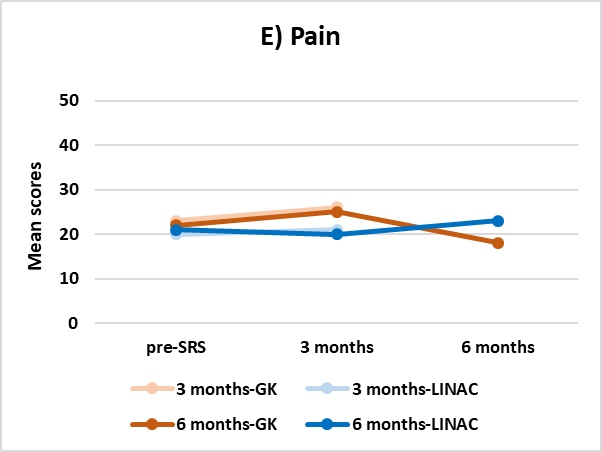 E) Pain
50
40
30
20
10
0
Mean scores
pre-SRS 3 months 6 months
3 months-GK 3 months-LINAC
6 months-GK 6 months-LINAC